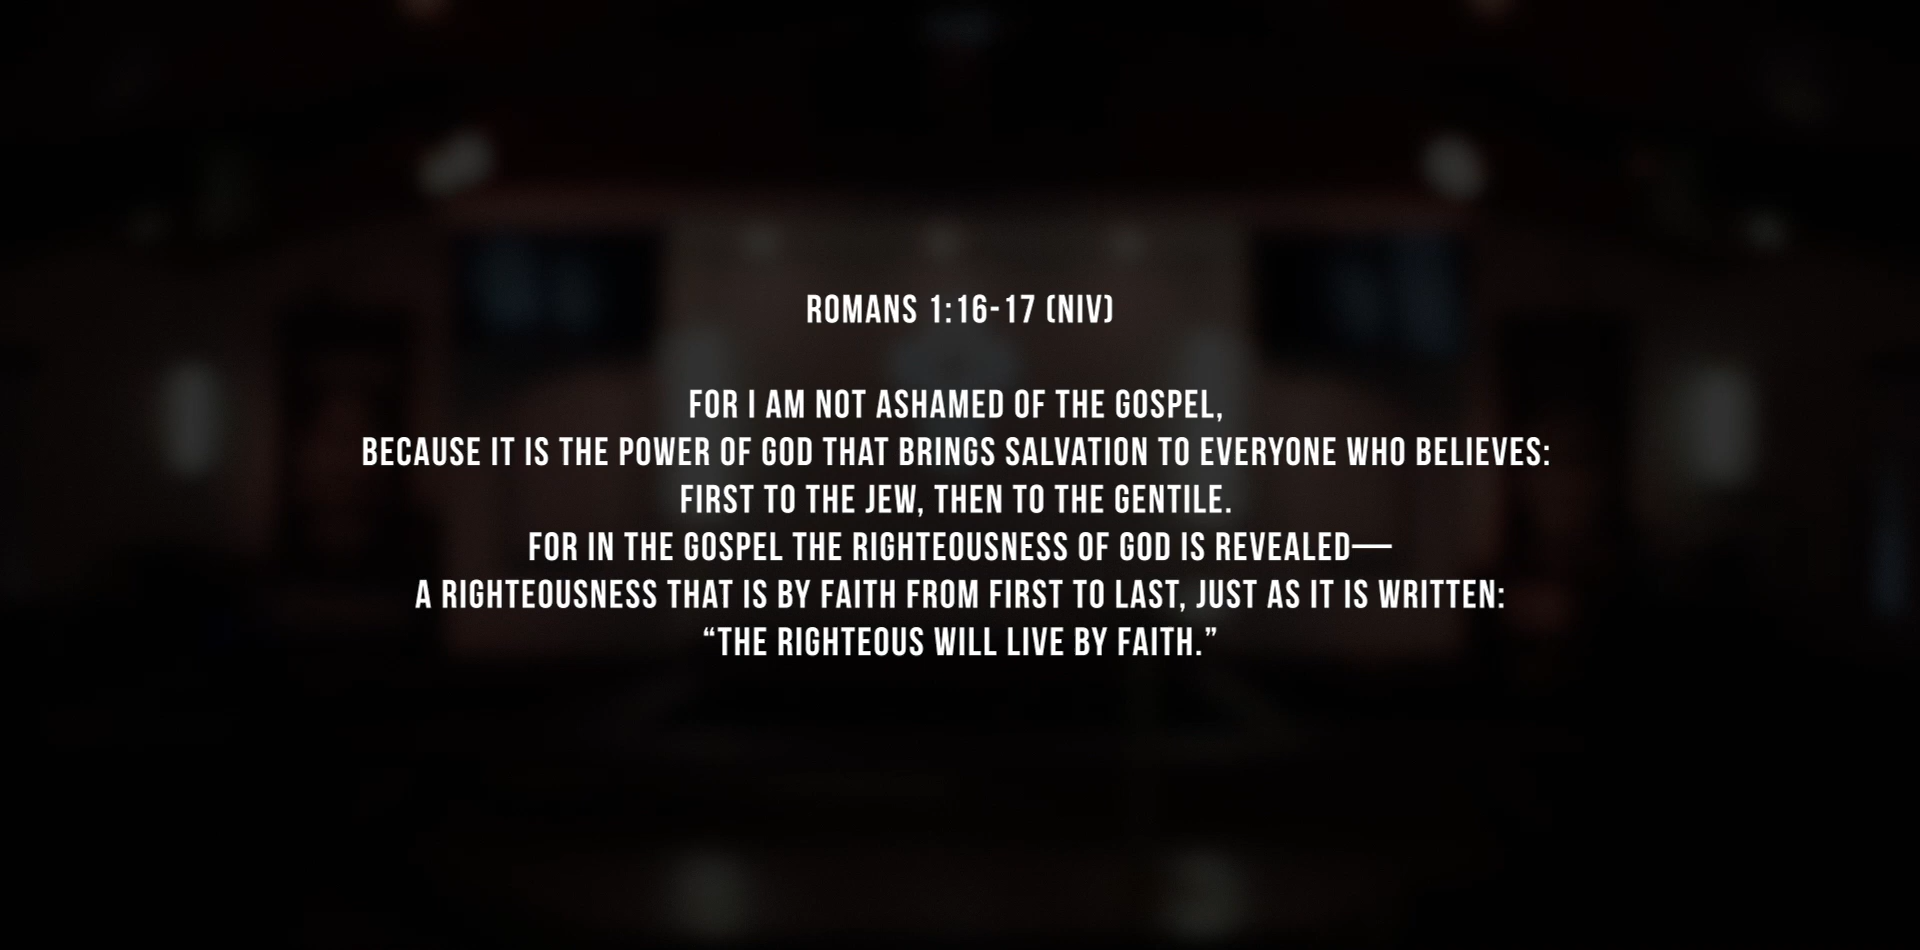 ROMANS 1:16-17 (NIV)
FOR I AM NOT ASHAMED OF THE GOSPEL,
BECAUSE IT IS THE POWER OF GOD THAT BRINGS SALVATION TO EVERYONE WHO BELIEVES:
FIRST TO THE JEW, THEN TO THE GENTILE.
FOR IN THE GOSPEL THE RIGHTEOUSNESS OF GOD IS REVEALED—
A RIGHTEOUSNESS THAT IS BY FAITH FROM FIRST TO LAST, JUST AS IT IS WRITTEN:
“THE RIGHTEOUS WILL LIVE BY FAITH.”